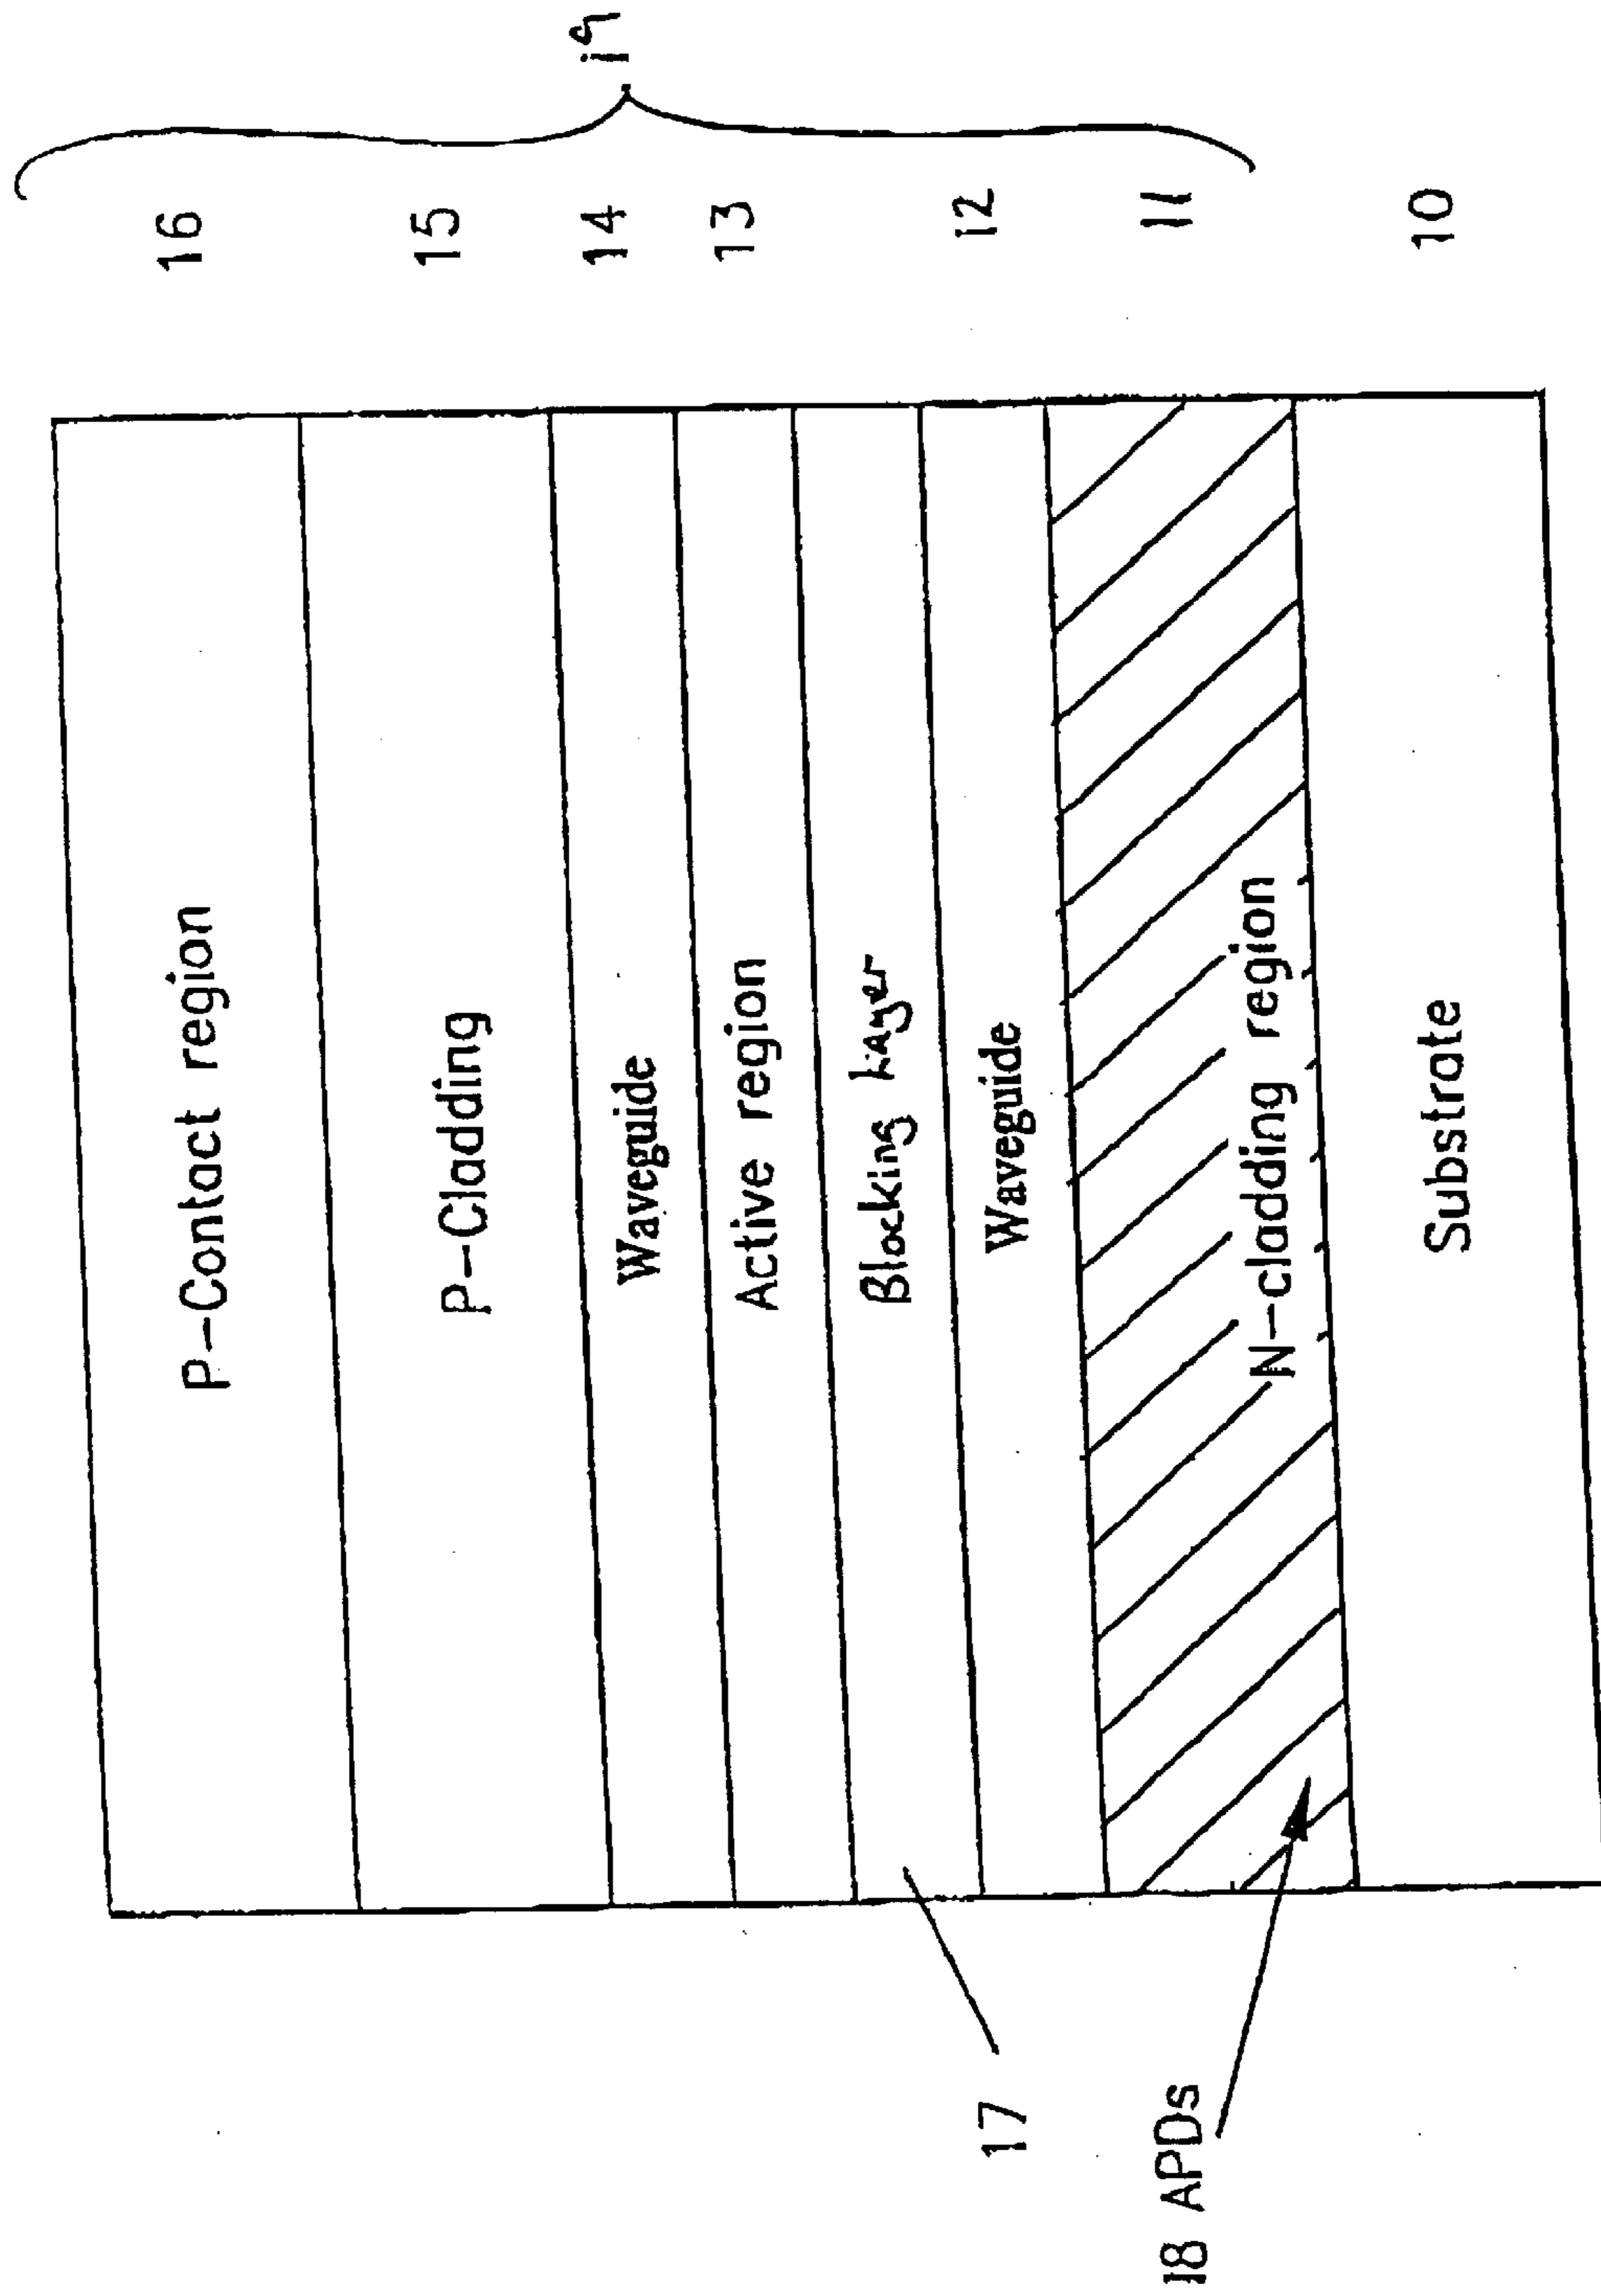 P-Contact region 16
P-Cladding 15
Waveguide 14
Active region 13
Blocking Layer
17
Waveguide 12
N-cladding region 11
18 APDs
Substrate 10